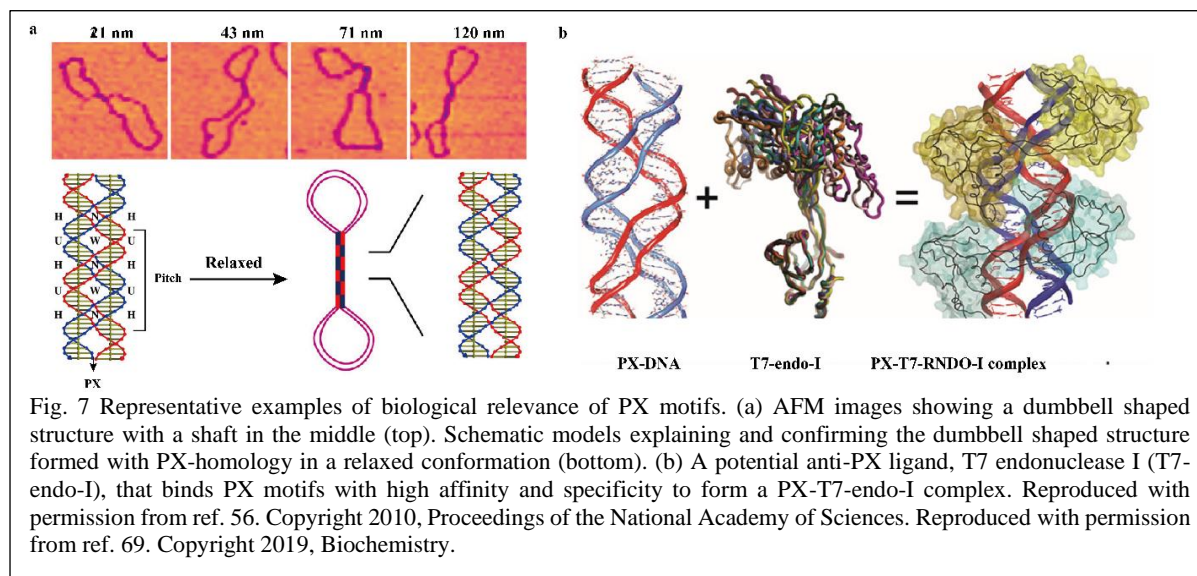 a
21 nm 43 nm 71 nm 120 nm
H N H
U W U
H N H
U W U
H N H
Pitch
PX
Relaxed
b
+
=
PX-DNA T7-endo-I PX-T7-RNDO-I complex
Fig. 7 Representative examples of biological relevance of PX motifs. (a) AFM images showing a dumbbell shaped
structure with a shaft in the middle (top). Schematic models explaining and confirming the dumbbell shaped structure
formed with PX-homology in a relaxed conformation (bottom). (b) A potential anti-PX ligand, T7 endonuclease I (T7-
endo-I), that binds PX motifs with high affinity and specificity to form a PX-T7-endo-I complex. Reproduced with
permission from ref. 56. Copyright 2010, Proceedings of the National Academy of Sciences. Reproduced with permission
from ref. 69. Copyright 2019, Biochemistry.